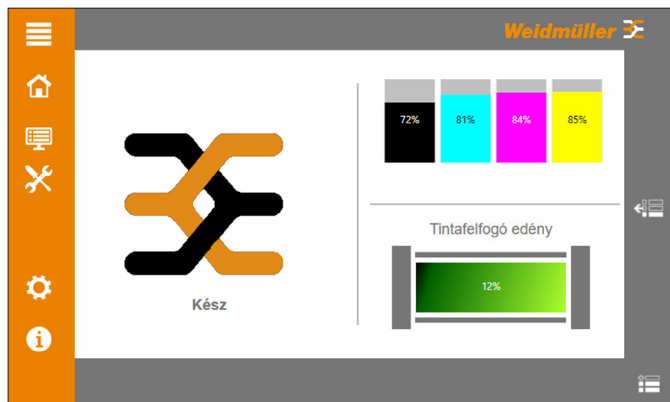 Weidmüller
72%
81%
84%
85%
Tintafelfogó edény
12%
Kész